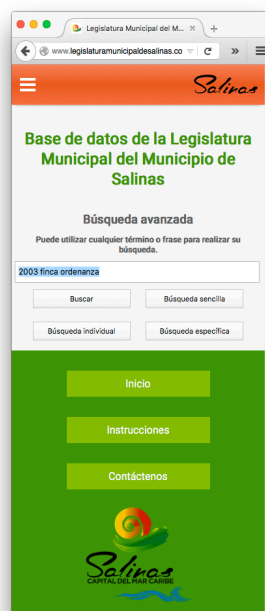 Legislatura Municipal del M...
www.legislaturamunicipaldesalinas.co
Salinas
Base de datos de la Legislatura
Municipal del Municipio de
Salinas
Búsqueda avanzada
Puede utilizar cualquier término o frase para realizar su
búsqueda.
2003 finca ordenanza
Buscar
Búsqueda sencilla
Búsqueda individual
Búsqueda específica
Inicio
Instrucciones
Contáctenos
Salinas
CAPITAL DEL MAR CARIBE